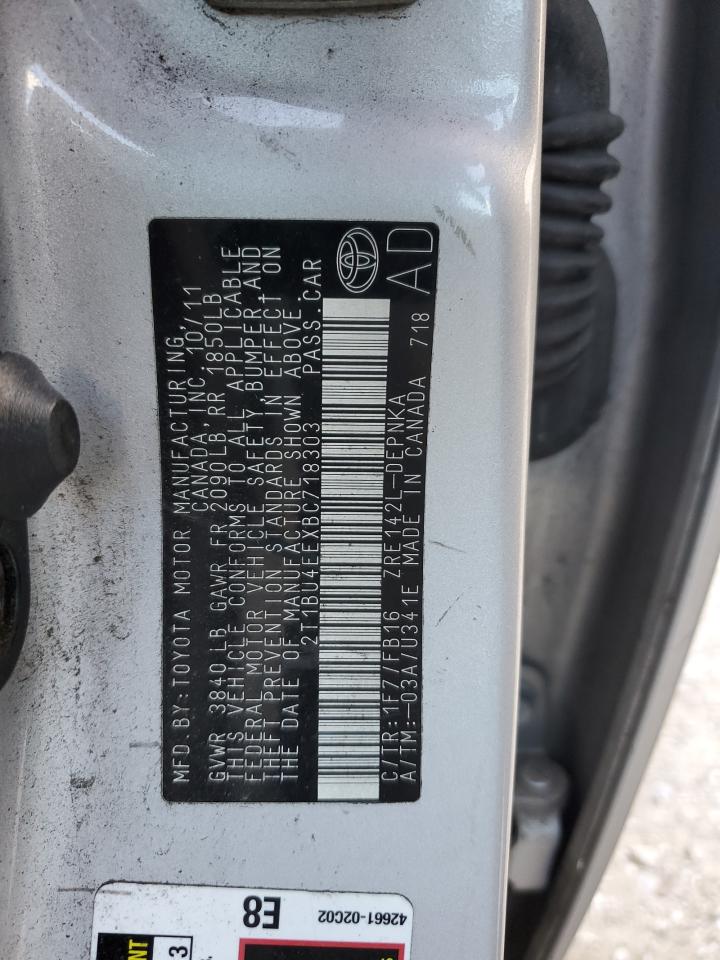 MFD.BY:TOYOTA MOTOR MANUFACTURING,
CANADA, INC. 10/11
GVWR 3840LB GAWR FR 2090LB,RR 1850LB
THIS VEHICLE CONFORMS TO ALL APPLICABLE
FEDERAL MOTOR VEHICLE SAFETY,BUMPER,AND
THEFT PREVENTION STANDARDS IN EFFECT ON
THE DATE OF MANUFACTURE SHOWN ABOVE.
2T1BU4EEXBC718303 PASS.CAR
C/TR:1F7/FB16 ZRE142L-DEPNKA
A/TM:-03A/U341E MADE IN CANADA 718
AD
E8
42661-02C02
NT
3